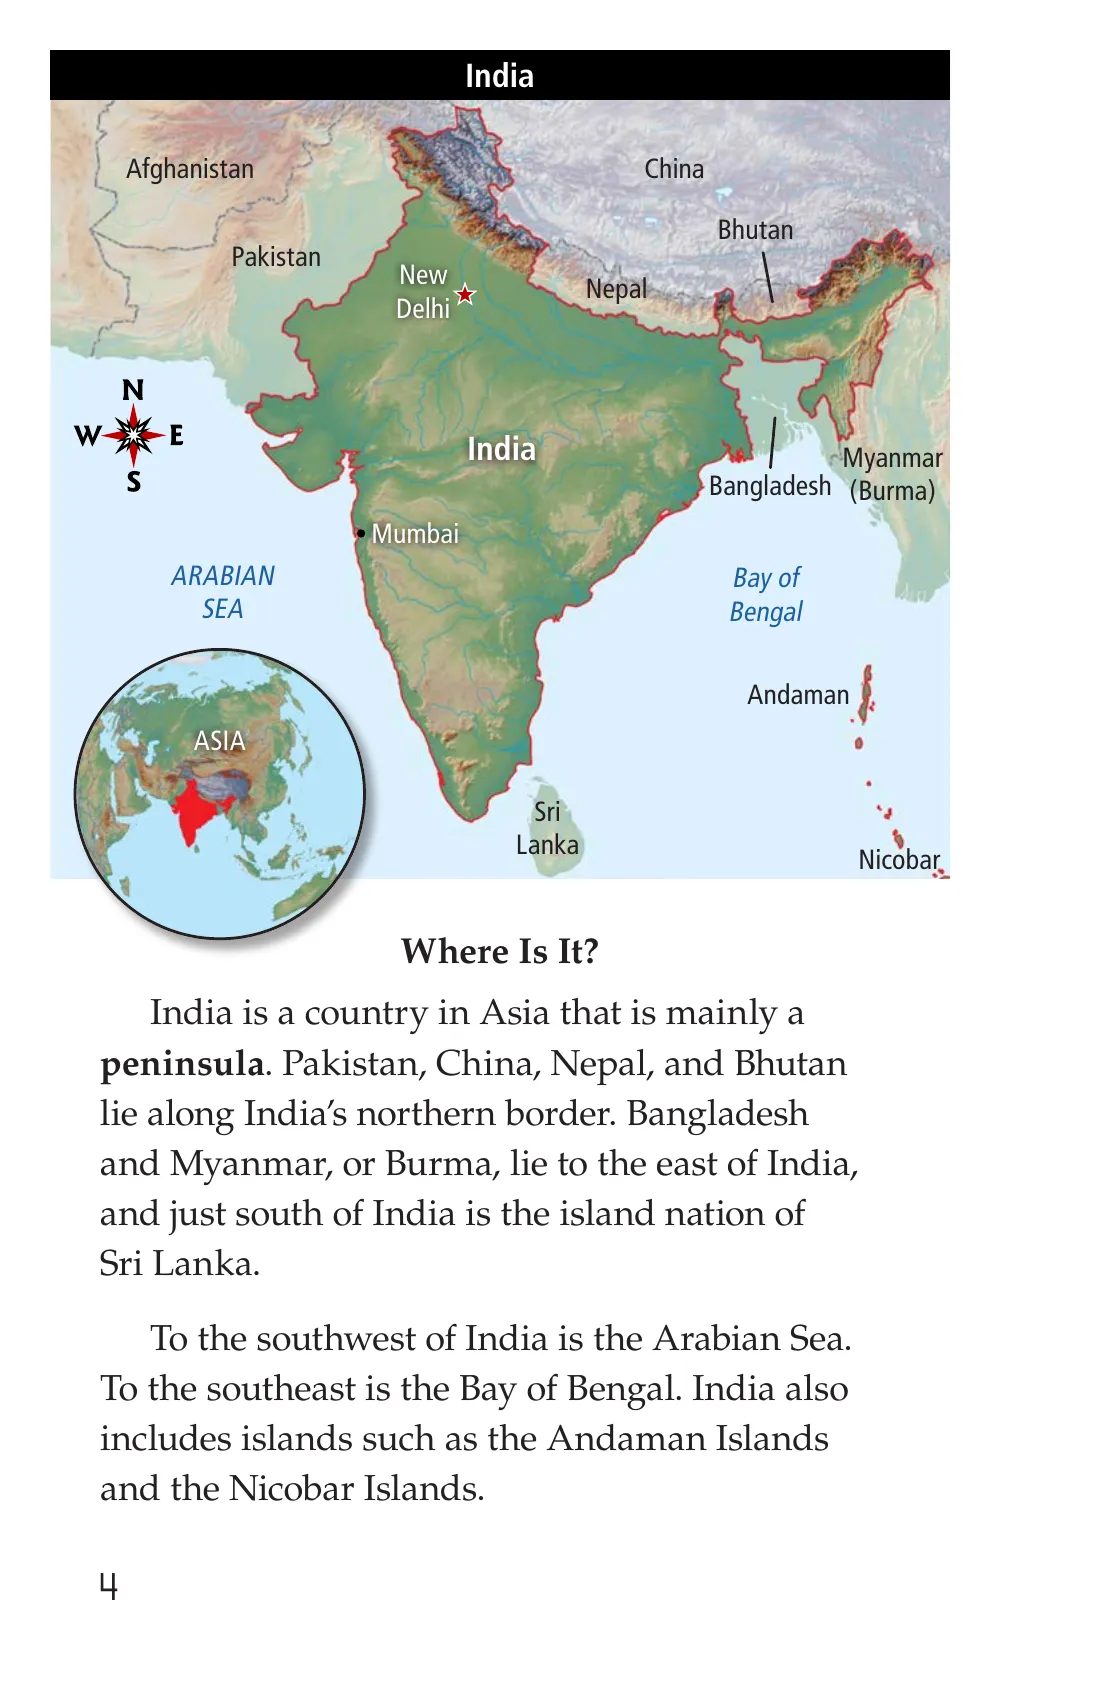 India
Afghanistan
China
Bhutan
Pakistan
New
Delhi
Nepal
N
W E
S
India
Myanmar
(Burma)
Bangladesh
Mumbai
ARABIAN
SEA
Bay of
Bengal
Andaman
ASIA
Sri
Lanka
Nicobar
Where Is It?
India is a country in Asia that is mainly a
peninsula. Pakistan, China, Nepal, and Bhutan
lie along India’s northern border. Bangladesh
and Myanmar, or Burma, lie to the east of India,
and just south of India is the island nation of
Sri Lanka.
To the southwest of India is the Arabian Sea.
To the southeast is the Bay of Bengal. India also
includes islands such as the Andaman Islands
and the Nicobar Islands.
4